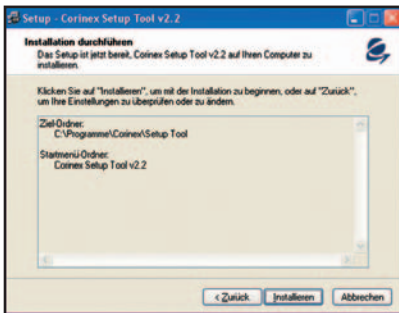 Setup - Corinex Setup Tool v2.2
Installation durchführen
Das Setup ist jetzt bereit, Corinex Setup Tool v2.2 auf Ihren Computer zu
installieren.
Klicken Sie auf "Installieren", um mit der Installation zu beginnen, oder auf "Zurück",
um Ihre Einstellungen zu überprüfen oder zu ändern.
Ziel-Ordner:
C:\Programme\Corinex\Setup Tool
Startmenü-Ordner:
Corinex Setup Tool v2.2
< Zurück
Installieren
Abbrechen